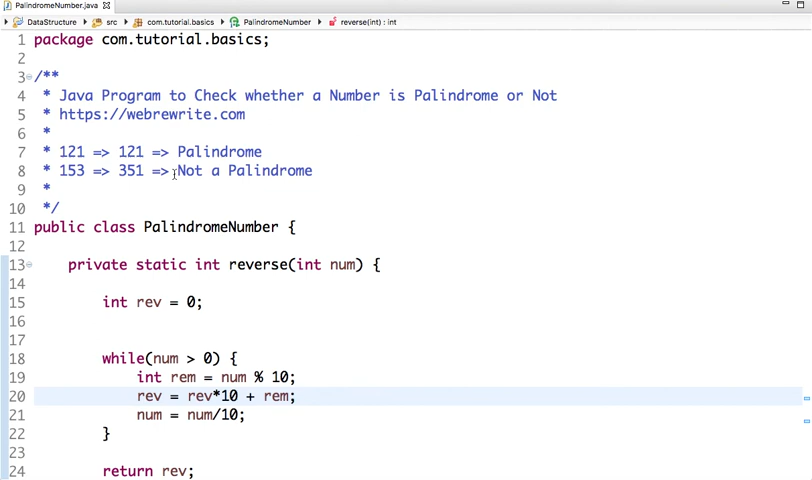 PalindromeNumber.java
DataStructure src com.tutorial.basics PalindromeNumber reverse(int) : int
1 package com.tutorial.basics;
2
3 /**
4 * Java Program to Check whether a Number is Palindrome or Not
5 * https://webrewrite.com
6 *
7 * 121 => 121 => Palindrome
8 * 153 => 351 => Not a Palindrome
9 *
10 */
11 public class PalindromeNumber {
12
13 private static int reverse(int num) {
14
15 int rev = 0;
16
17
18 while(num > 0) {
19 int rem = num % 10;
20 rev = rev*10 + rem;
21 num = num/10;
22 }
23
24 return rev;